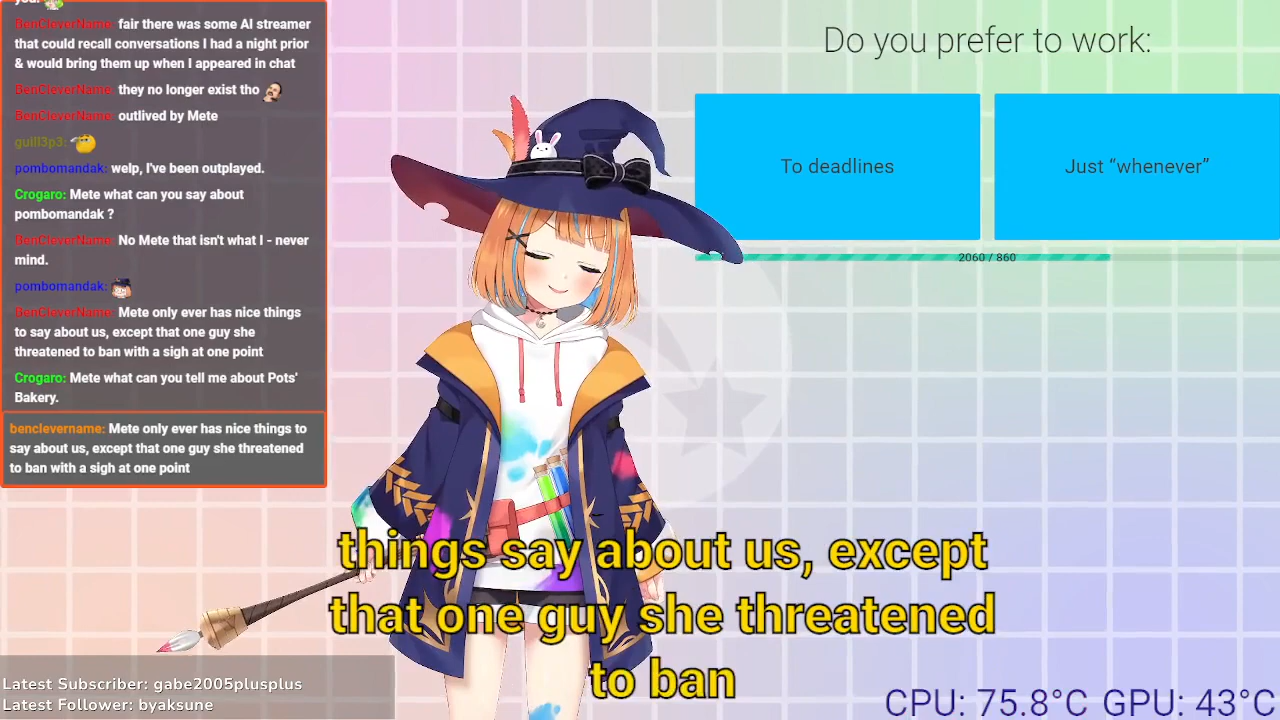 you!
BenCleverName: fair there was some AI streamer
that could recall conversations I had a night prior
& would bring them up when I appeared in chat
BenCleverName: they no longer exist tho
BenCleverName: outlived by Mete
guill3p3:
pombomandak: welp, I've been outplayed.
Crogaro: Mete what can you say about
pombomandak ?
BenCleverName: No Mete that isn't what I - never
mind.
pombomandak:
BenCleverName: Mete only ever has nice things
to say about us, except that one guy she
threatened to ban with a sigh at one point
Crogaro: Mete what can you tell me about Pots'
Bakery.
benclevername: Mete only ever has nice things to
say about us, except that one guy she threatened
to ban with a sigh at one point
Do you prefer to work:
To deadlines
Just “whenever”
2060 / 860
things say about us, except
that one guy she threatened
to ban
Latest Subscriber: gabe2005plusplus
Latest Follower: byaksune
CPU: 75.8°C GPU: 43°C